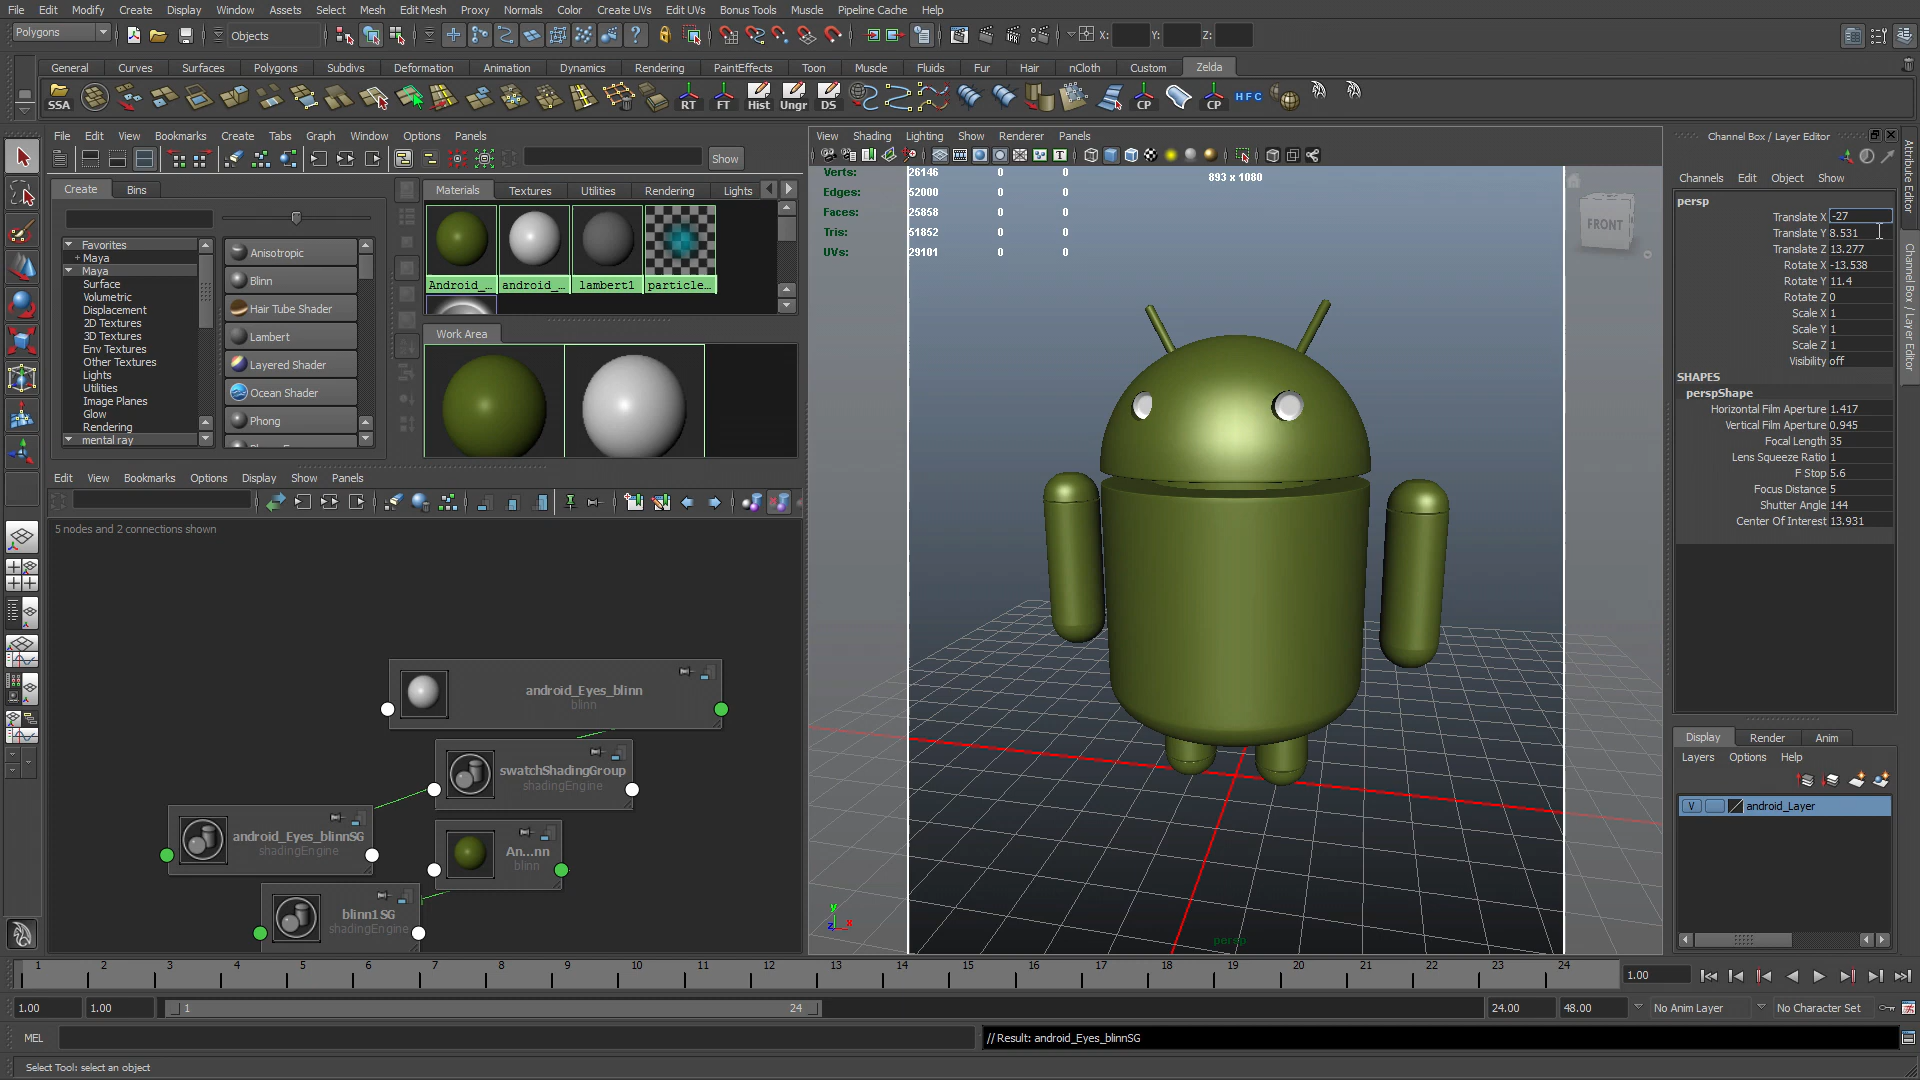 File Edit Modify Create Display Window Assets Select Mesh Edit Mesh Proxy Normals Color Create UVs Edit UVs Bonus Tools Muscle Pipeline Cache Help
Polygons Objects X: Y: Z:
General Curves Surfaces Polygons Subdivs Deformation Animation Rendering Dynamics PaintEffects Toon Muscle Fluids Fur Hair nCloth Custom Zelda
SSA RT FT Hist Ungr DS CP CP HFC
File Edit View Bookmarks Create Tabs Graph Window Options Panels
Show
Create Bins
Favorites
+ Maya
Maya
Surface
Volumetric
Displacement
2D Textures
3D Textures
Env Textures
Other Textures
Lights
Utilities
Image Planes
Glow
Rendering
mental ray
Anisotropic
Blinn
Hair Tube Shader
Lambert
Layered Shader
Ocean Shader
Phong
Materials Textures Utilities Rendering Lights
Android_... android_... lambert1 particle...
Work Area
Edit View Bookmarks Options Display Show Panels
5 nodes and 2 connections shown
android_Eyes_blinn
blinn
swatchShadingGroup
shadingEngine
android_Eyes_blinnSG
shadingEngine
An...nn
blinn
blinn1SG
shadingEngine
View Shading Lighting Show Renderer Panels
Verts: 26146 0 0
Edges: 52000 0 0
Faces: 25858 0 0
Tris: 51852 0 0
UVs: 29101 0 0
893 x 1080
FRONT
y
z
x
persp
Channel Box / Layer Editor
Channels Edit Object Show
persp
Translate X -27
Translate Y 8.531
Translate Z 13.277
Rotate X -13.538
Rotate Y 11.4
Rotate Z 0
Scale X 1
Scale Y 1
Scale Z 1
Visibility off
SHAPES
perspShape
Horizontal Film Aperture 1.417
Vertical Film Aperture 0.945
Focal Length 35
Lens Squeeze Ratio 1
F Stop 5.6
Focus Distance 5
Shutter Angle 144
Center Of Interest 13.931
Attribute Editor
Channel Box / Layer Editor
Display Render Anim
Layers Options Help
V android_Layer
1 2 3 4 5 6 7 8 9 10 11 12 13 14 15 16 17 18 19 20 21 22 23 24
1.00
1.00 1.00 1 24 24.00 48.00 No Anim Layer No Character Set
MEL // Result: android_Eyes_blinnSG
Select Tool: select an object